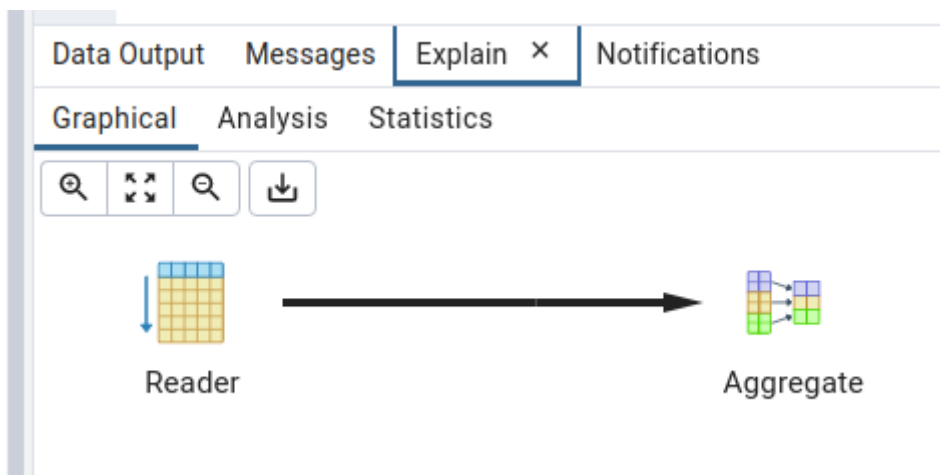 Data Output Messages Explain × Notifications
Graphical Analysis Statistics
Reader Aggregate